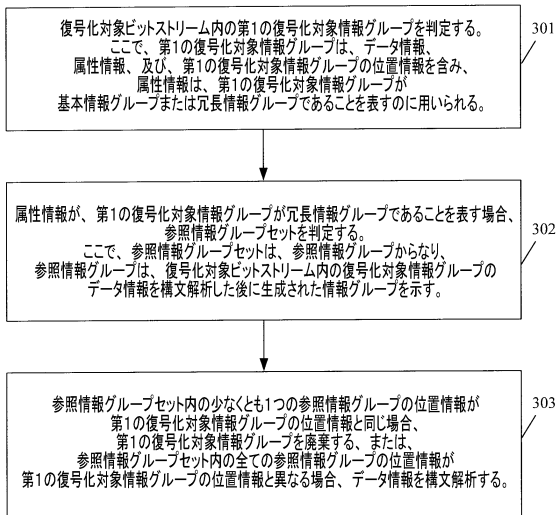 復号化対象ビットストリーム内の第1の復号化対象情報グループを判定する。
ここで、第1の復号化対象情報グループは、データ情報、
属性情報、及び、第1の復号化対象情報グループの位置情報を含み、
属性情報は、第1の復号化対象情報グループが
基本情報グループまたは冗長情報グループであることを表すのに用いられる。
301
属性情報が、第1の復号化対象情報グループが冗長情報グループであることを表す場合、
参照情報グループセットを判定する。
ここで、参照情報グループセットは、参照情報グループからなり、
参照情報グループは、復号化対象ビットストリーム内の復号化対象情報グループの
データ情報を構文解析した後に生成された情報グループを示す。
302
参照情報グループセット内の少なくとも1つの参照情報グループの位置情報が
第1の復号化対象情報グループの位置情報と同じ場合、
第1の復号化対象情報グループを廃棄する、または、
参照情報グループセット内の全ての参照情報グループの位置情報が
第1の復号化対象情報グループの位置情報と異なる場合、データ情報を構文解析する。
303